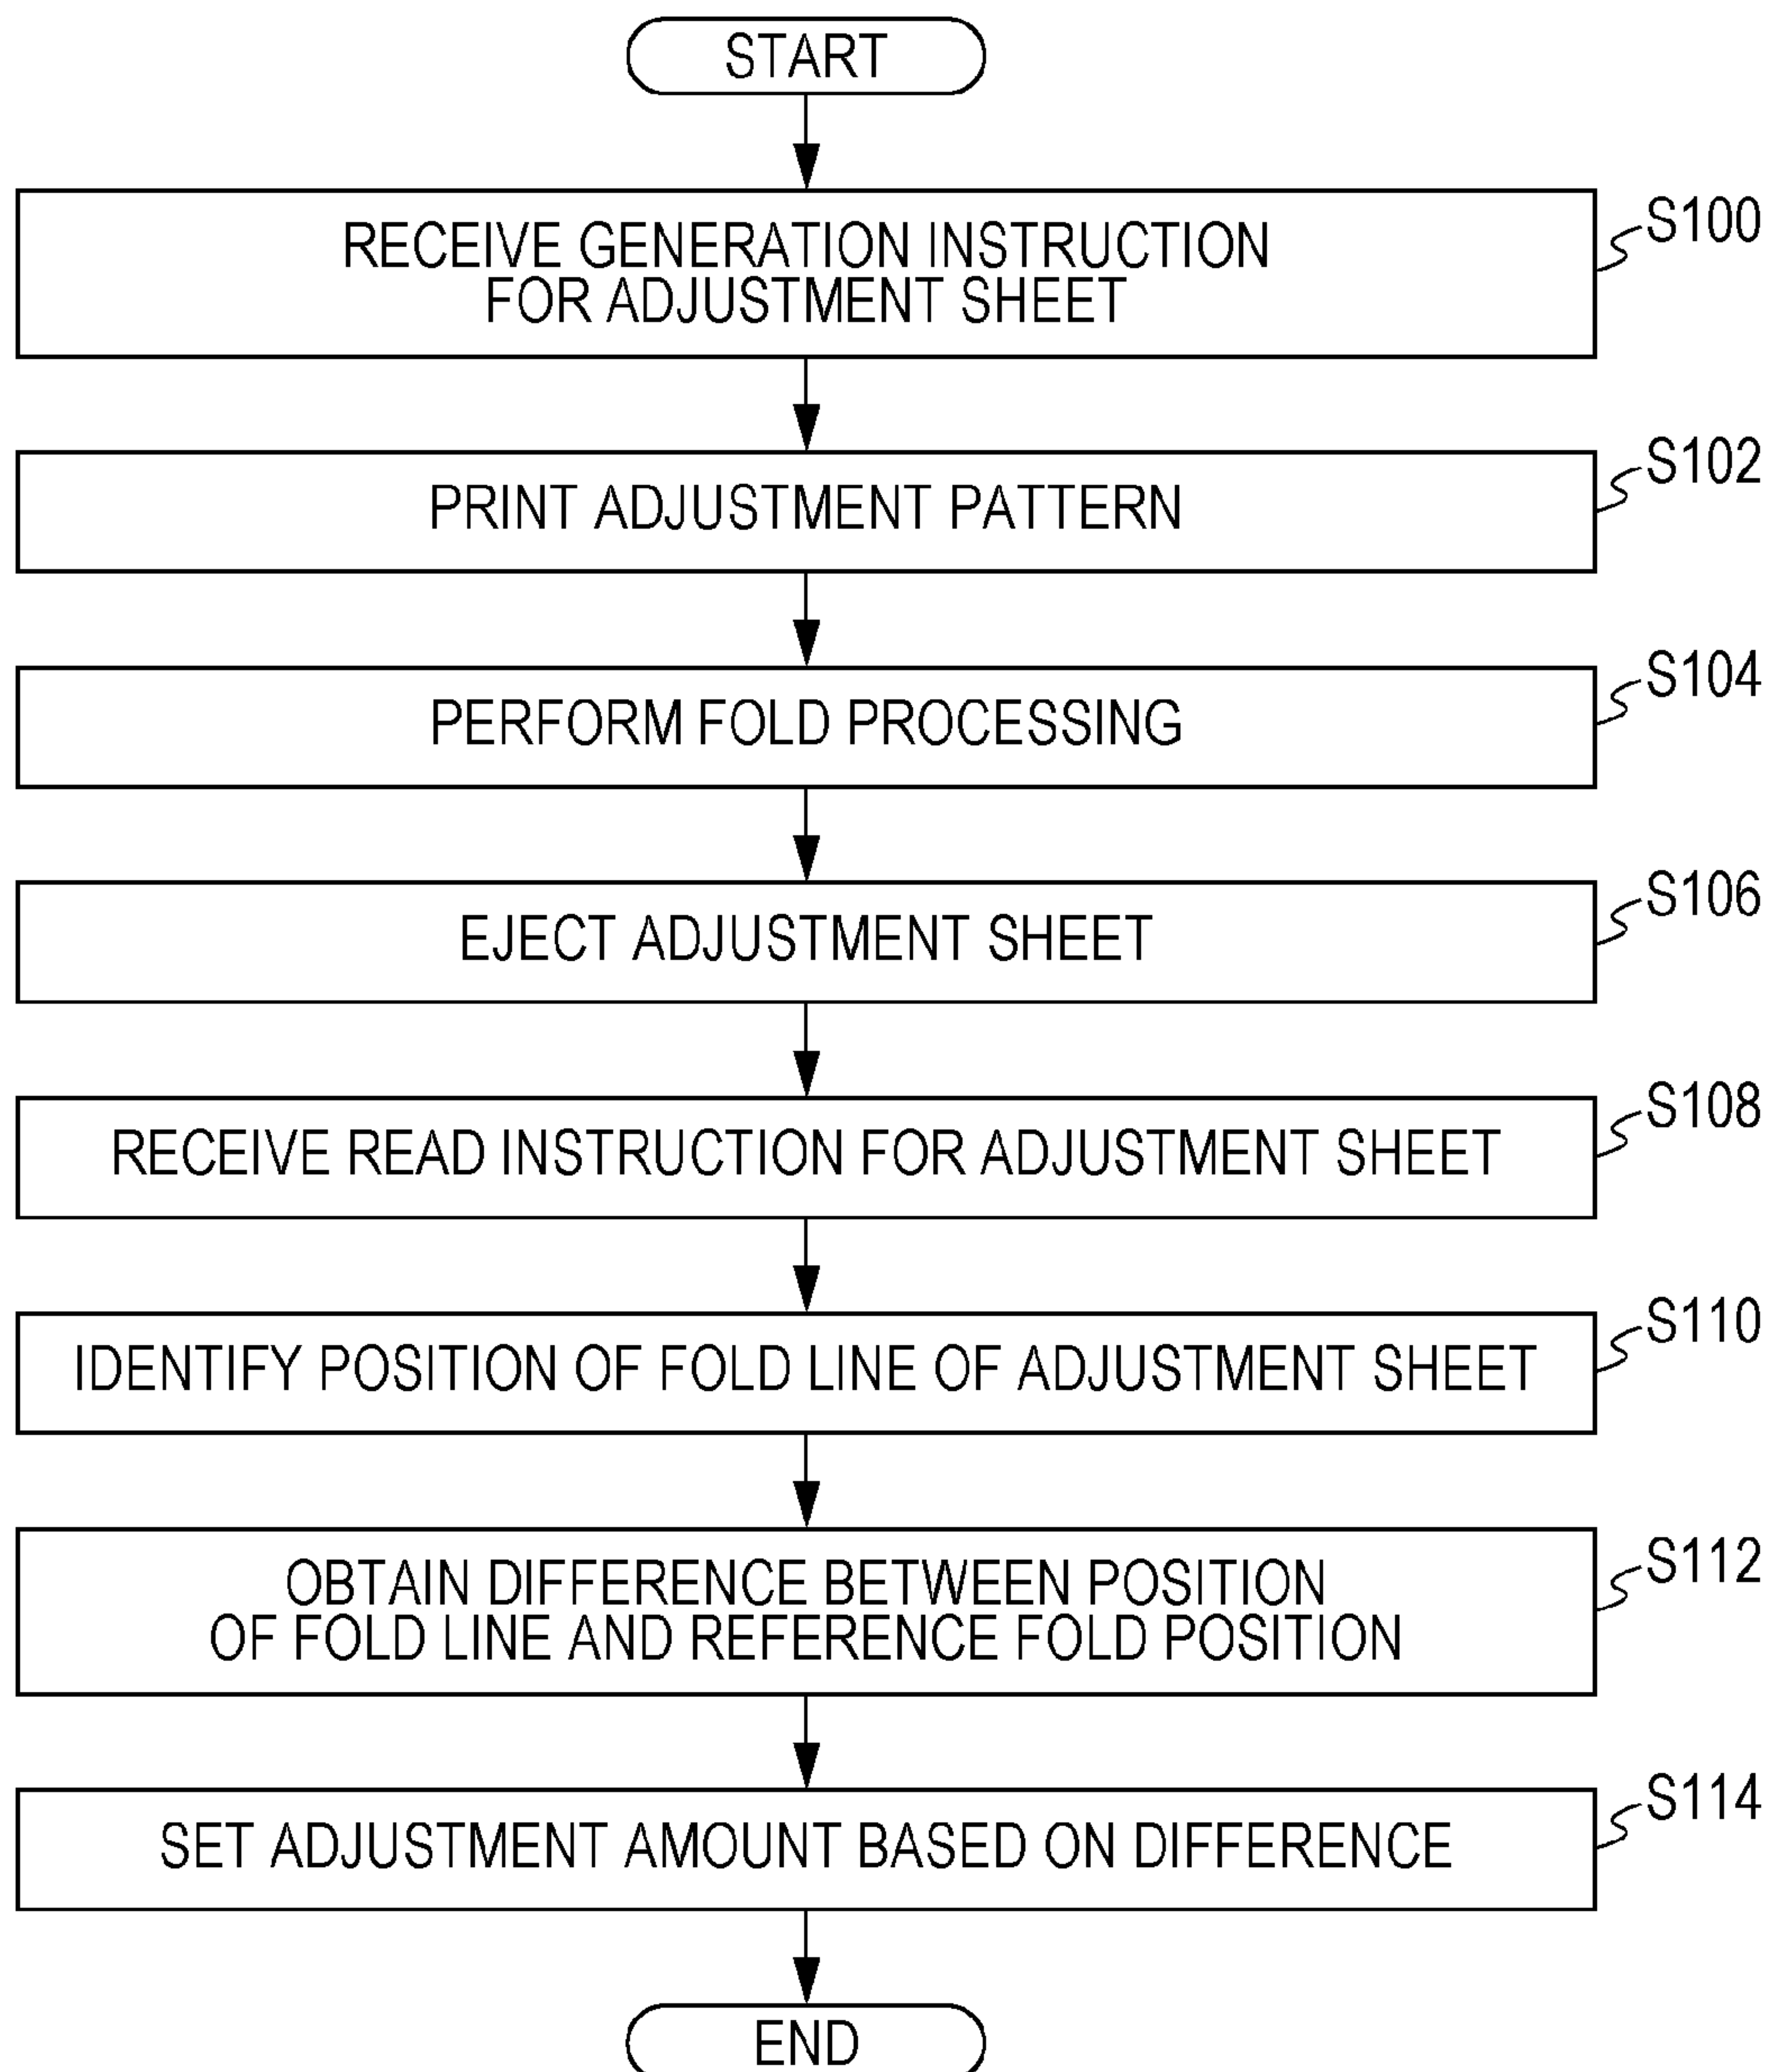 START
RECEIVE GENERATION INSTRUCTION
FOR ADJUSTMENT SHEET
S100
PRINT ADJUSTMENT PATTERN
S102
PERFORM FOLD PROCESSING
S104
EJECT ADJUSTMENT SHEET
S106
RECEIVE READ INSTRUCTION FOR ADJUSTMENT SHEET
S108
IDENTIFY POSITION OF FOLD LINE OF ADJUSTMENT SHEET
S110
OBTAIN DIFFERENCE BETWEEN POSITION
OF FOLD LINE AND REFERENCE FOLD POSITION
S112
SET ADJUSTMENT AMOUNT BASED ON DIFFERENCE
S114
END